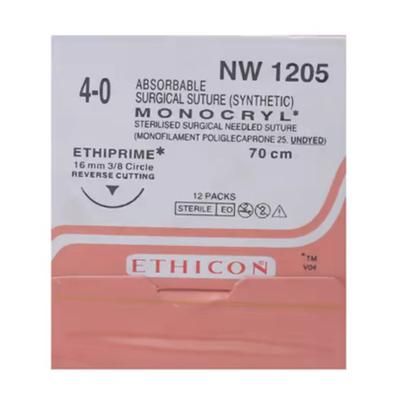 NW 1205
4-0
ABSORBABLE
SURGICAL SUTURE (SYNTHETIC)
MONOCRYL*
STERILISED SURGICAL NEEDLED SUTURE
(MONOFILAMENT POLIGLECAPRONE 25, UNDYED)
ETHIPRIME*
70 cm
16 mm 3/8 Circle
REVERSE CUTTING
12 PACKS
STERILE EO
ETHICON
*TM
V04